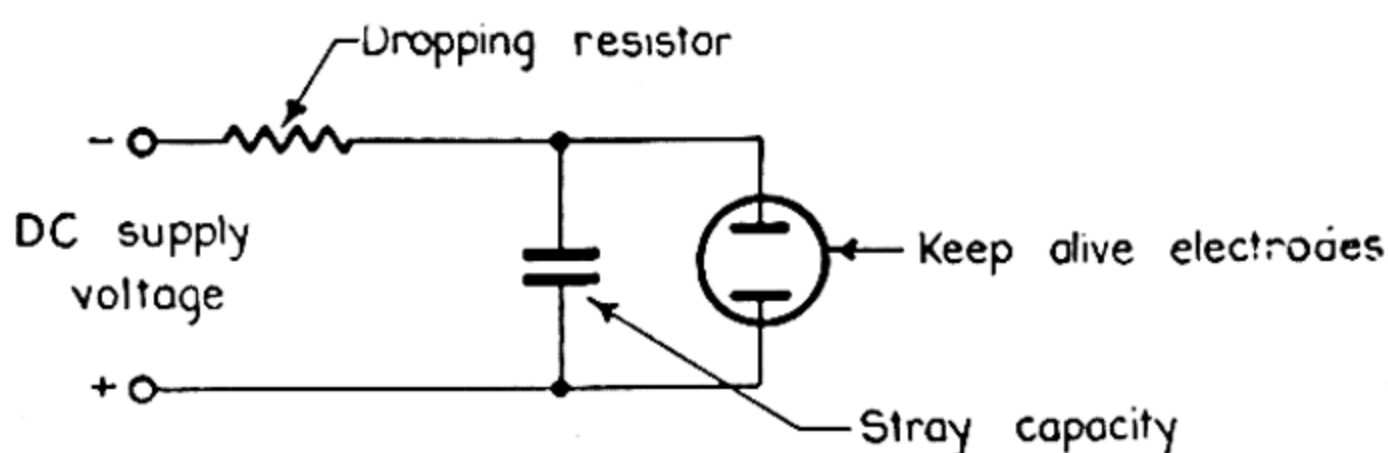 Dropping resistor
−
DC supply
voltage
Keep alive electrodes
+
Stray capacity